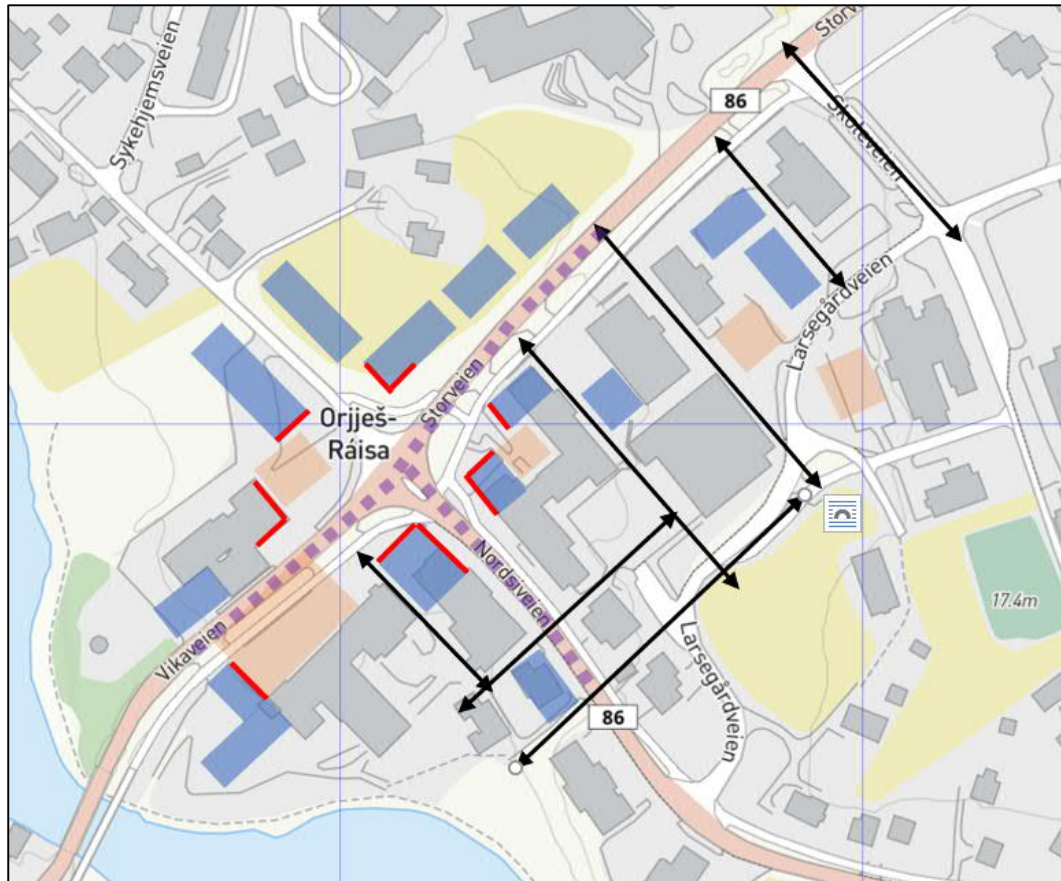 Storv
Sykehjemsveien
86
Skoleveien
Larsegårdveien
Orjješ-
Ráisa
Storveien
Nordsiveien
17.4m
Vikaveien
Larsegårdveien
86